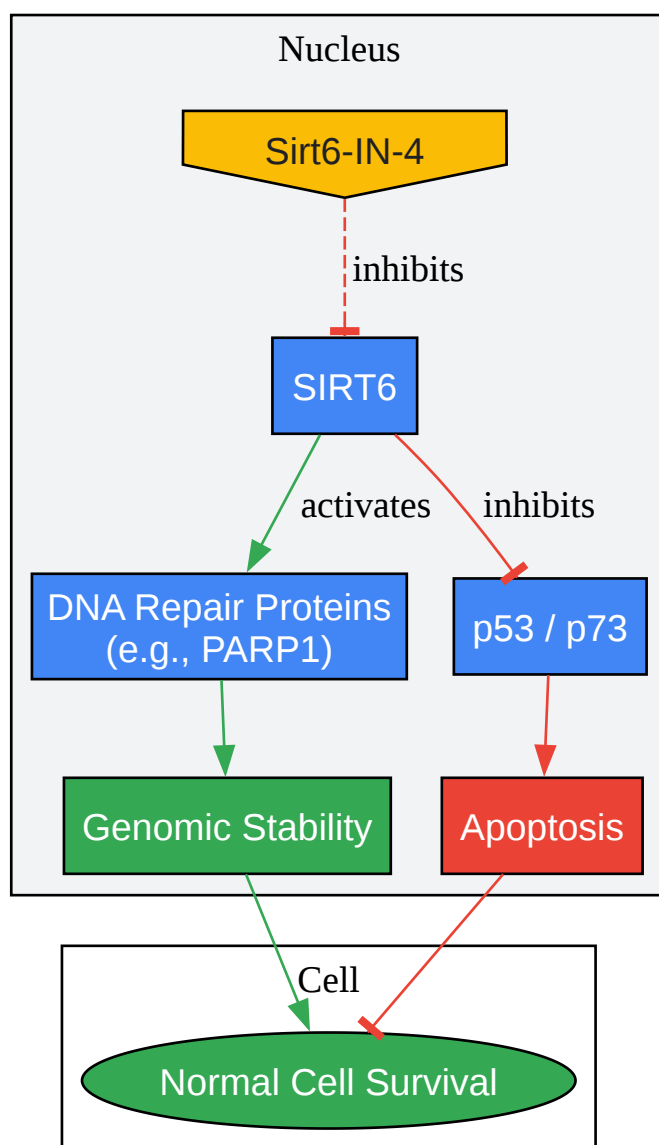 Nucleus
Sirt6-IN-4
inhibits
SIRT6
activates
inhibits
DNA Repair Proteins
(e.g., PARP1)
p53 / p73
Genomic Stability
Apoptosis
Cell
Normal Cell Survival